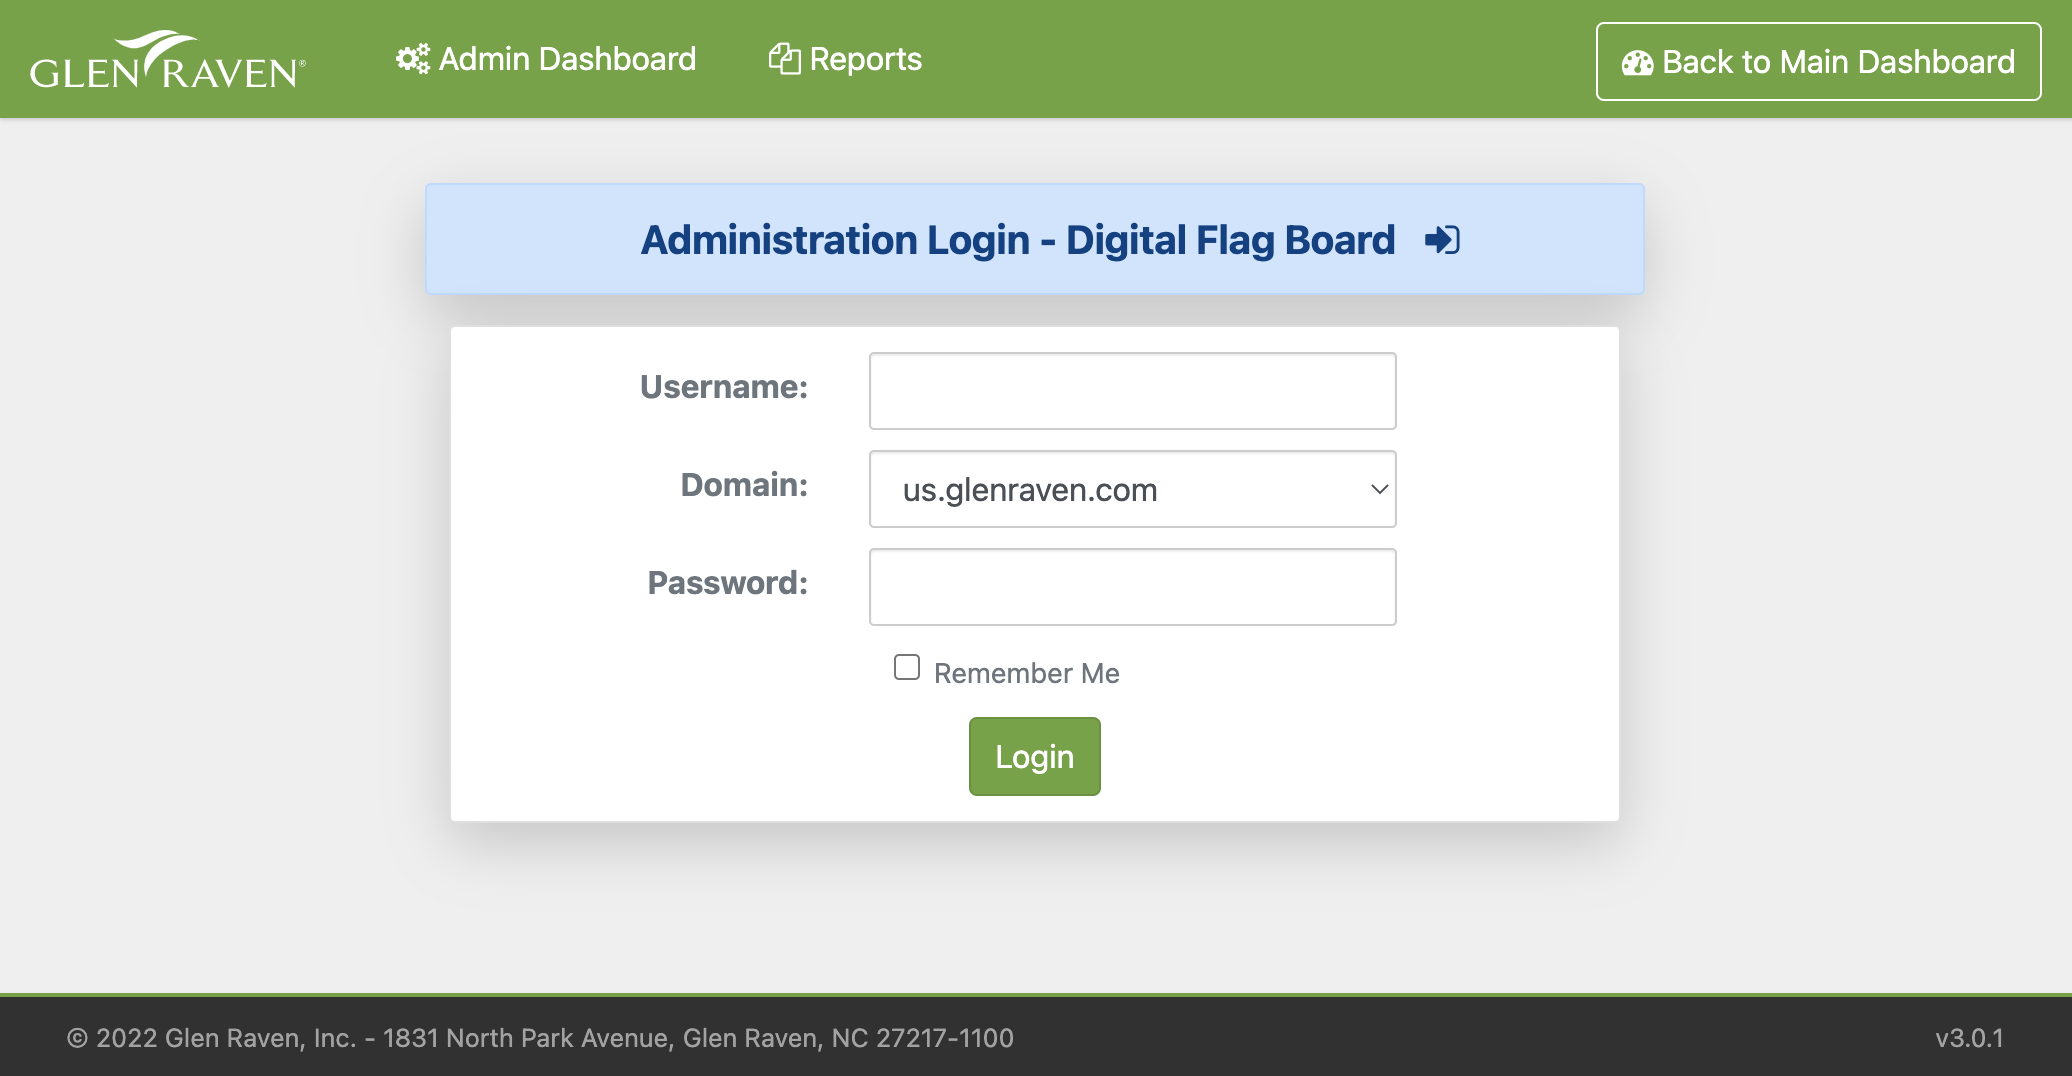 GLEN RAVEN®
Admin Dashboard
Reports
Back to Main Dashboard
Administration Login - Digital Flag Board
Username:
Domain:
us.glenraven.com
Password:
Remember Me
Login
© 2022 Glen Raven, Inc. - 1831 North Park Avenue, Glen Raven, NC 27217-1100
v3.0.1